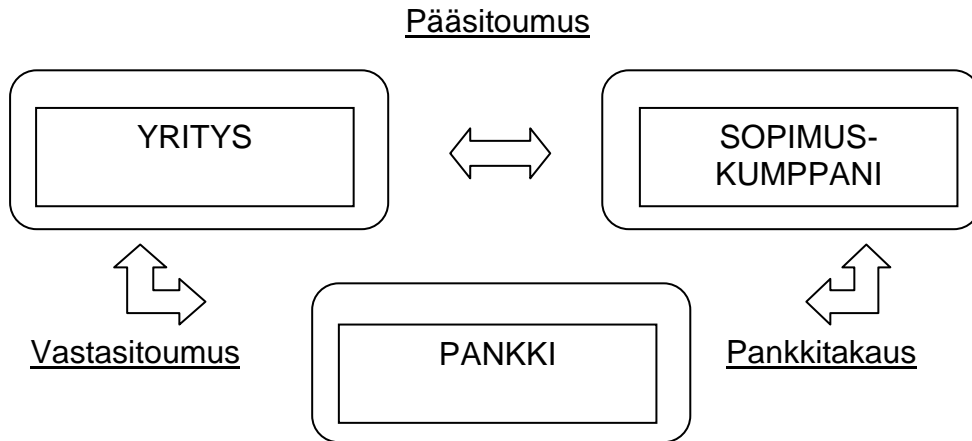 Pääsitoumus
YRITYS
SOPIMUS-
KUMPPANI
Vastasitoumus
PANKKI
Pankkitakaus